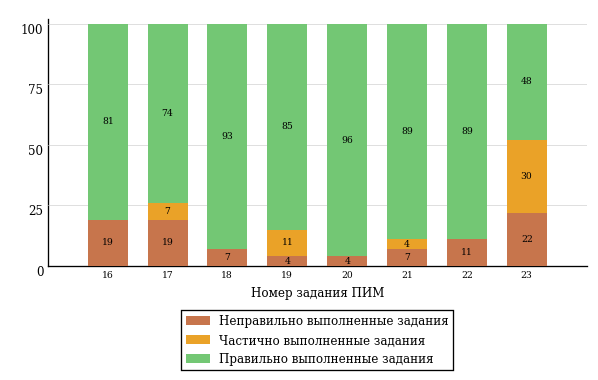 100
75
50
25
0
81 74 93 85 96 89 89 48
7 11 4 30
19 19 7 4 4 7 11 22
16 17 18 19 20 21 22 23
Номер задания ПИМ
Неправильно выполненные задания
Частично выполненные задания
Правильно выполненные задания